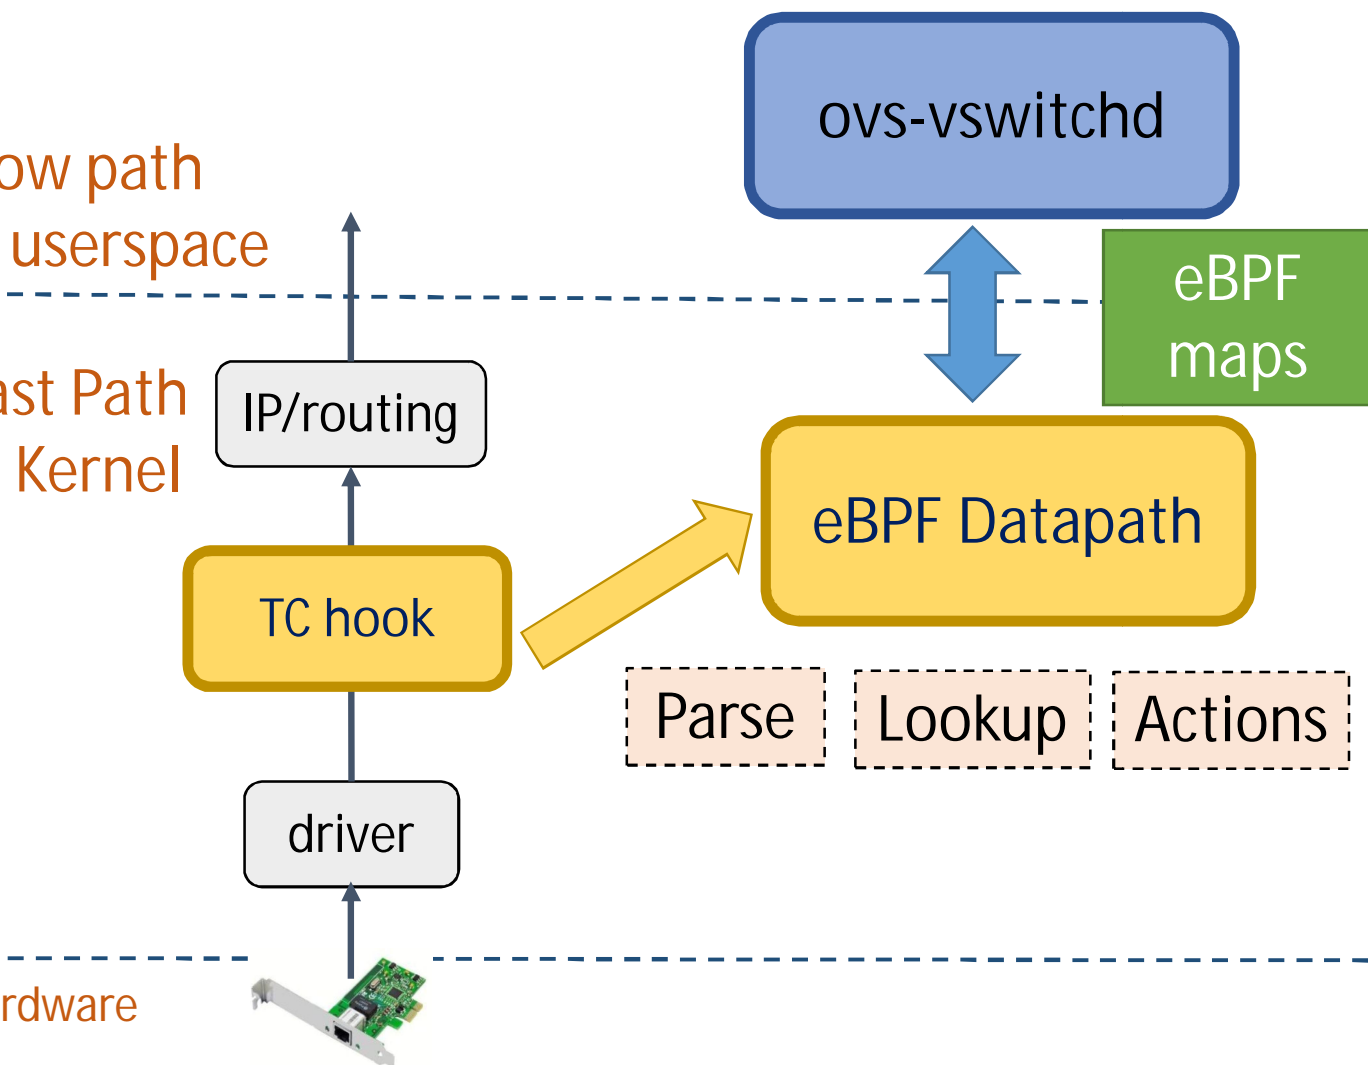 ovs-vswitchd
ow path
userspace
eBPF
maps
ast Path
Kernel
IP/routing
eBPF Datapath
TC hook
Parse
Lookup
Actions
driver
rdware